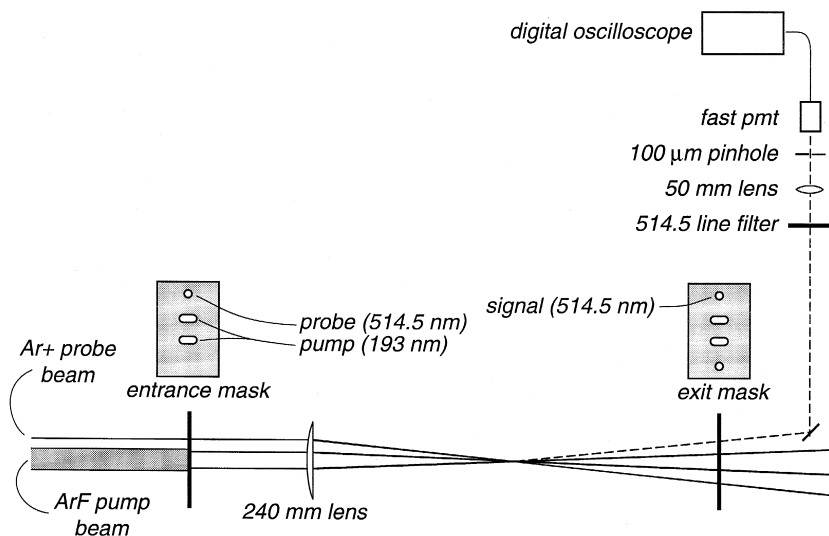 digital oscilloscope
fast pmt
100 μm pinhole
50 mm lens
514.5 line filter
signal (514.5 nm)
probe (514.5 nm)
pump (193 nm)
Ar+ probe
beam
entrance mask
exit mask
240 mm lens
ArF pump
beam